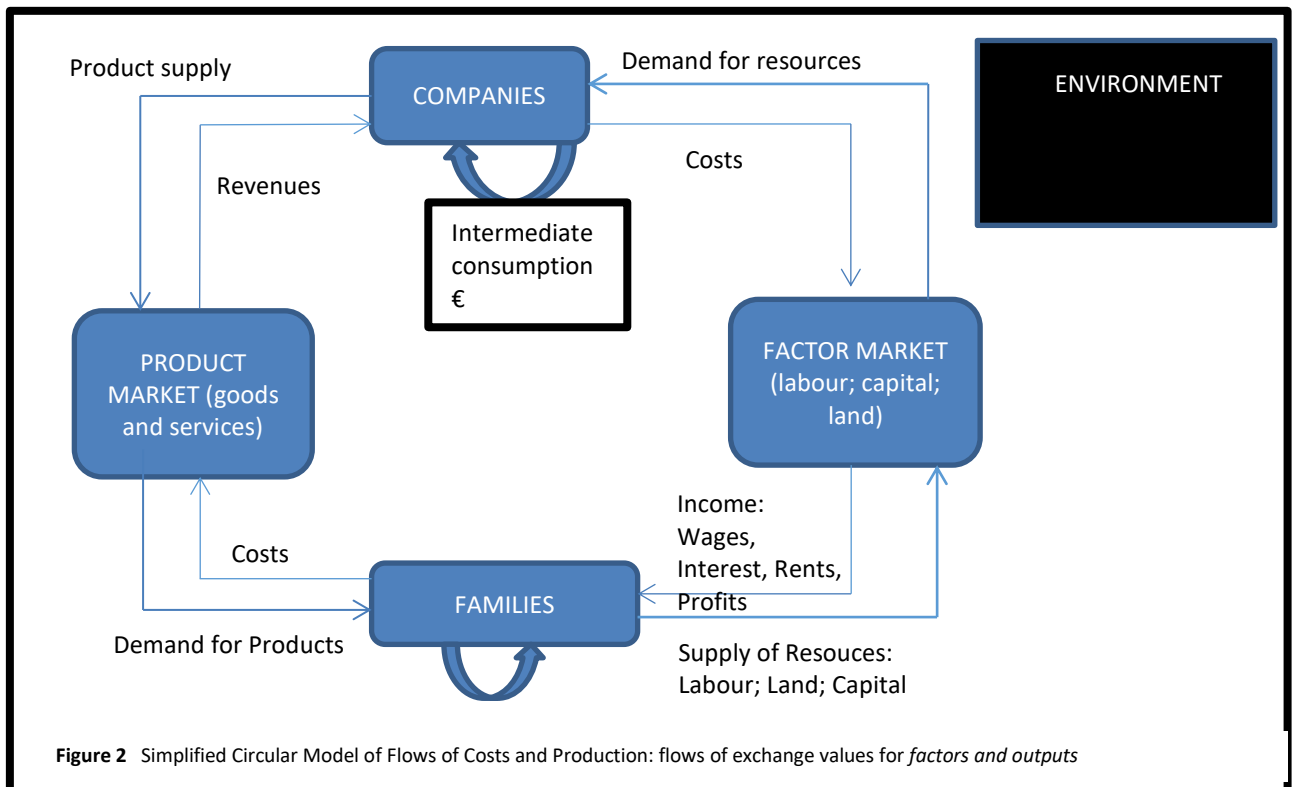 Product supply
COMPANIES
Demand for resources
ENVIRONMENT
Revenues
Costs
Intermediate
consumption
€
PRODUCT
MARKET (goods
and services)
FACTOR MARKET
(labour; capital;
land)
Costs
Income:
Wages,
Interest, Rents,
Profits
FAMILIES
Demand for Products
Supply of Resouces:
Labour; Land; Capital
Figure 2 Simplified Circular Model of Flows of Costs and Production: flows of exchange values for factors and outputs